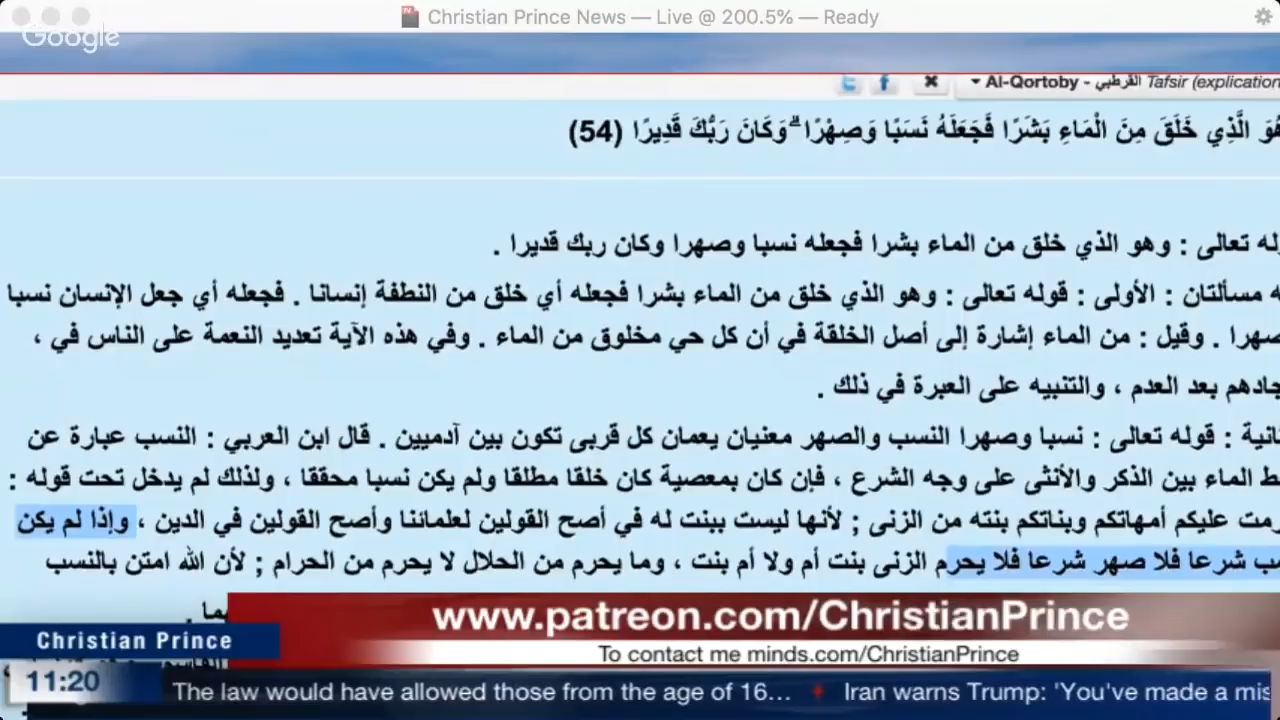 Christian Prince News — Live @ 200.5% — Ready
Google
Al-Qortoby - القرطبي Tafsir (explication
الَّذِي خَلَقَ مِنَ الْمَاءِ بَشَرًا فَجَعَلَهُ نَسَبًا وَصِهْرًا ۗ وَكَانَ رَبُّكَ قَدِيرًا (54)
تعالى : وهو الذي خلق من الماء بشرا فجعله نسبا وصهرا وكان ربك قديرا .
مسألتان : الأولى : قوله تعالى : وهو الذي خلق من الماء بشرا فجعله أي خلق من النطفة إنسانا . فجعله أي جعل الإنسان نسبا
صهرا . وقيل : من الماء إشارة إلى أصل الخلقة في أن كل حي مخلوق من الماء . وفي هذه الآية تعديد النعمة على الناس في ،
جادهم بعد العدم ، والتنبيه على العبرة في ذلك .
انية : قوله تعالى : نسبا وصهرا النسب والصهر معنيان يعمان كل قربى تكون بين آدميين . قال ابن العربي : النسب عبارة عن
ط الماء بين الذكر والأنثى على وجه الشرع ، فإن كان بمعصية كان خلقا مطلقا ولم يكن نسبا محققا ، ولذلك لم يدخل تحت قوله :
رمت عليكم أمهاتكم وبناتكم بنته من الزنى ; لأنها ليست ببنت له في أصح القولين لعلمائنا وأصح القولين في الدين ، وإذا لم يكن
سب شرعا فلا صهر شرعا فلا يحرم الزنى بنت أم ولا أم بنت ، وما يحرم من الحلال لا يحرم من الحرام ; لأن الله امتن بالنسب
www.patreon.com/ChristianPrince
Christian Prince
To contact me minds.com/ChristianPrince
11:20 The law would have allowed those from the age of 16... Iran warns Trump: 'You've made a mis